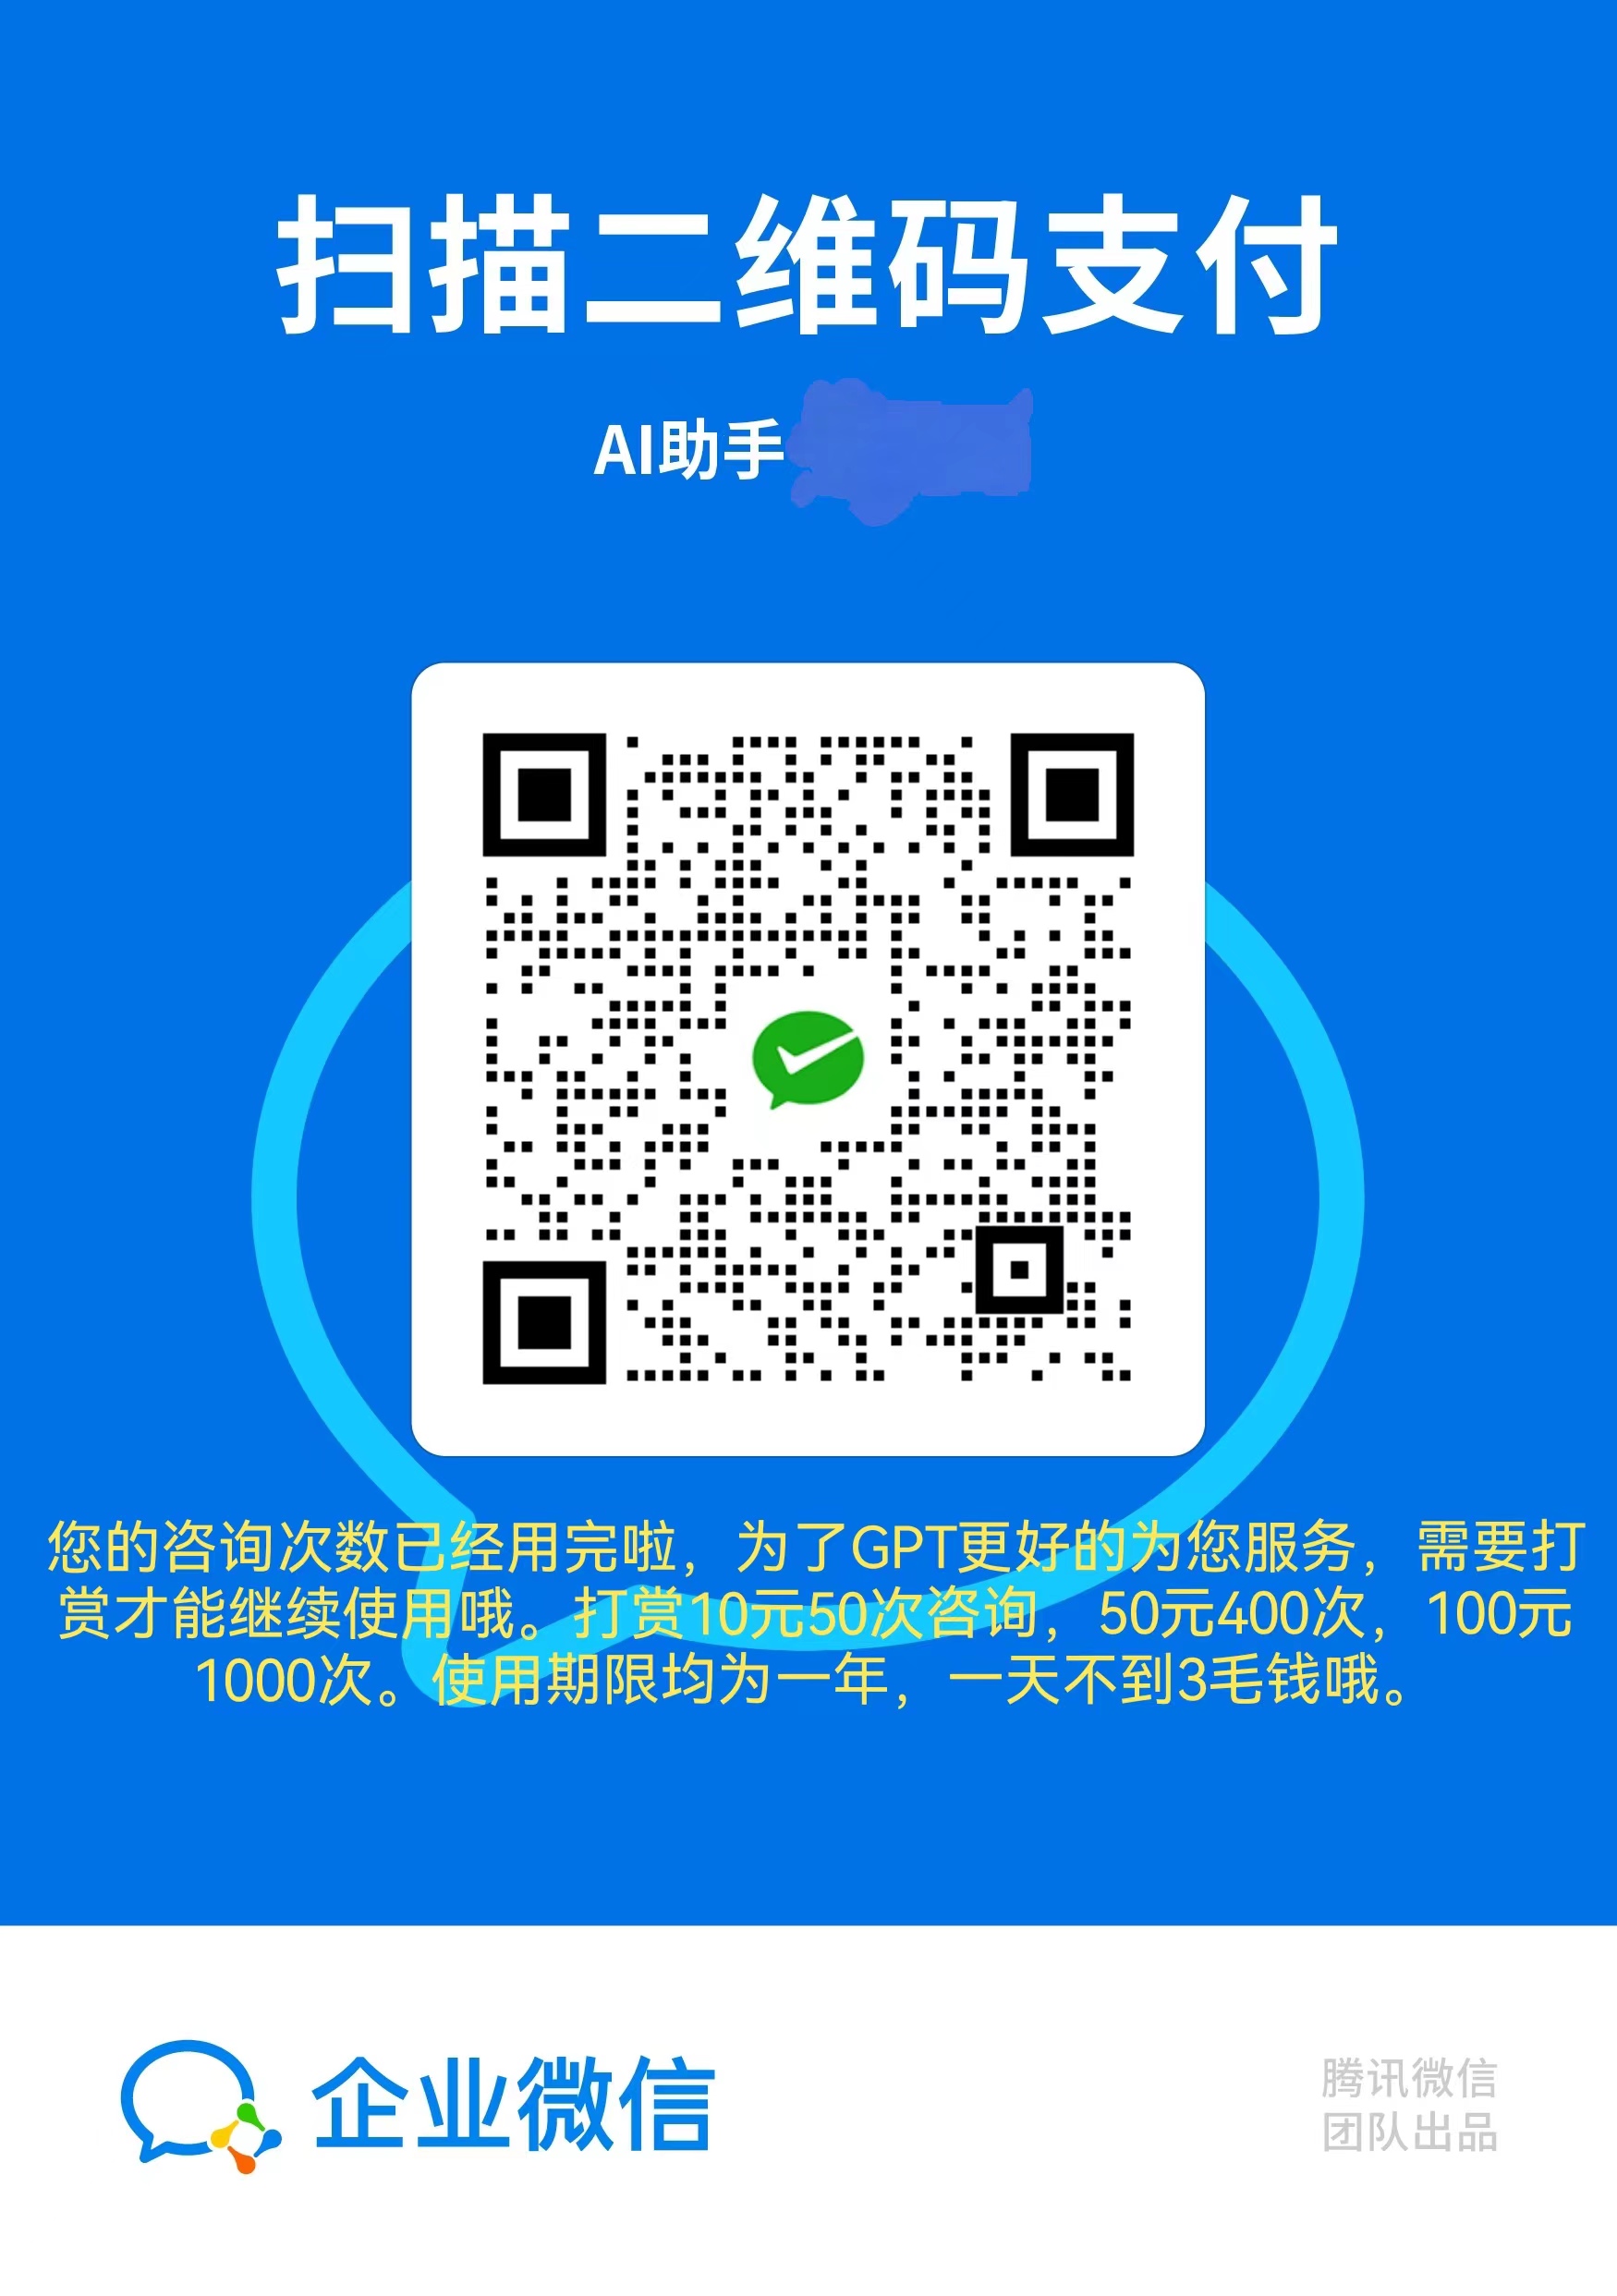 扫描二维码支付
AI助手
您的咨询次数已经用完啦，为了GPT更好的为您服务，需要打
赏才能继续使用哦。打赏10元50次咨询，50元400次，100元
1000次。使用期限均为一年，一天不到3毛钱哦。
企业微信
腾讯微信
团队出品